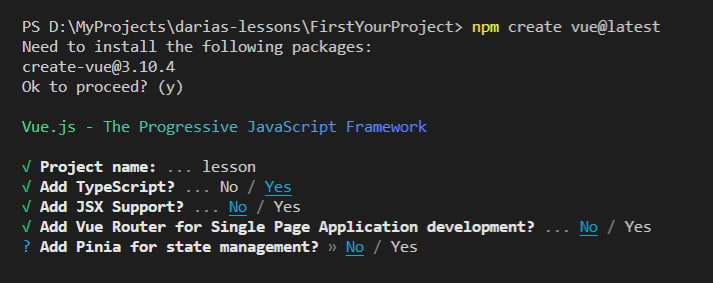 PS D:\MyProjects\darias-lessons\FirstYourProject> npm create vue@latest
Need to install the following packages:
create-vue@3.10.4
Ok to proceed? (y)
Vue.js - The Progressive JavaScript Framework
√ Project name: ... lesson
√ Add TypeScript? ... No / Yes
√ Add JSX Support? ... No / Yes
√ Add Vue Router for Single Page Application development? ... No / Yes
? Add Pinia for state management? » No / Yes